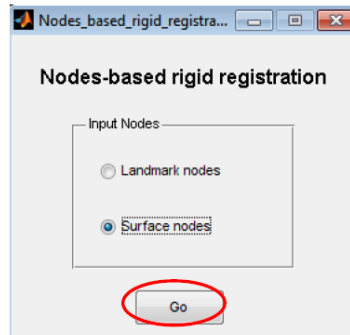 Nodes_based_rigid_registra...
Nodes-based rigid registration
Input Nodes
Landmark nodes
Surface nodes
Go